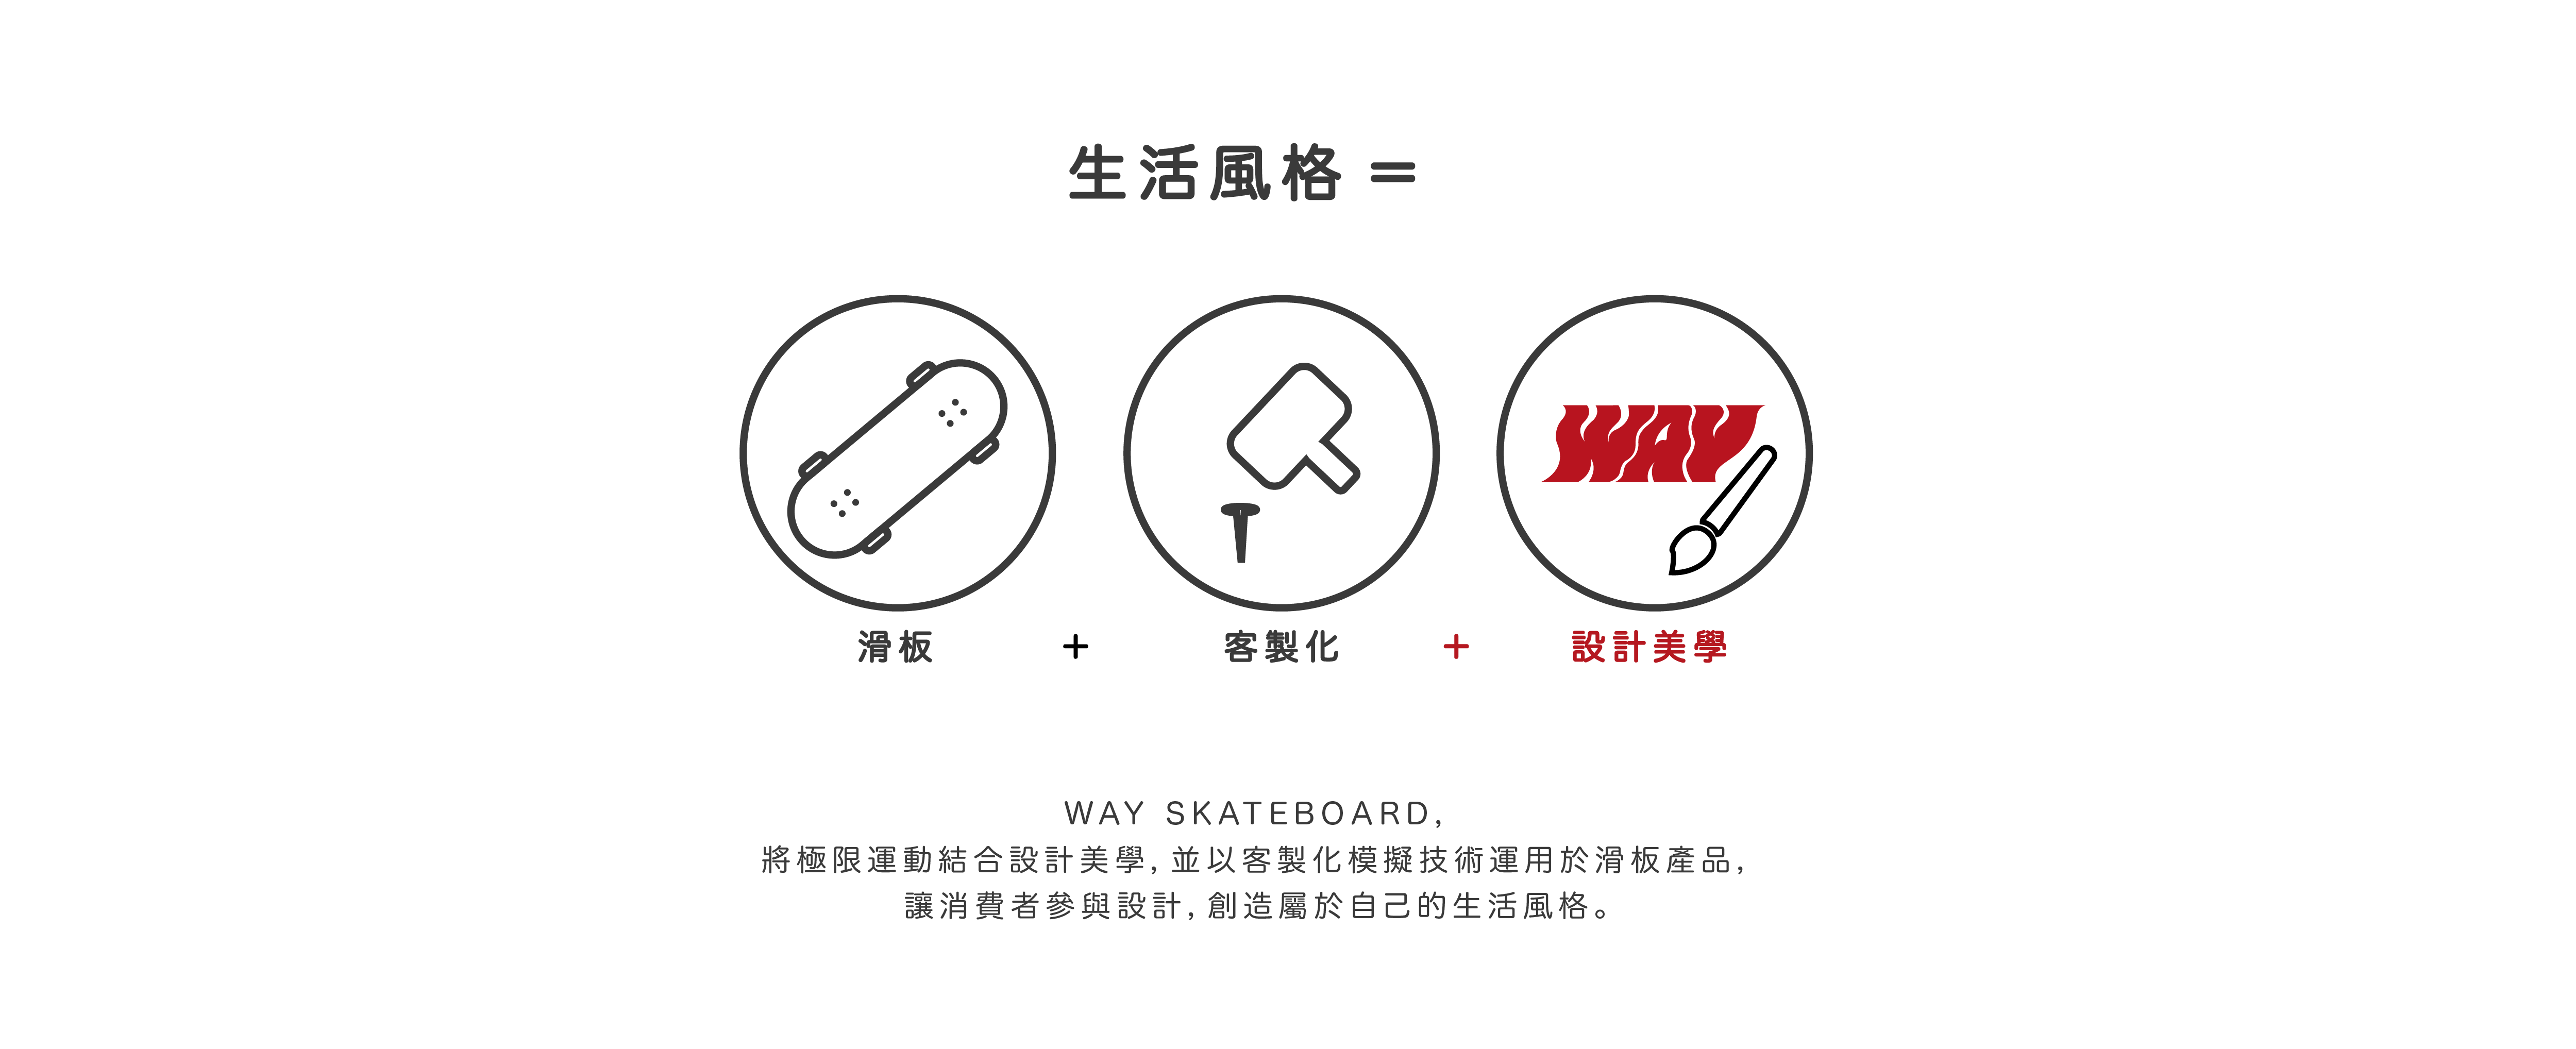 生活風格 =
WAY
滑板 + 客製化 + 設計美學
WAY SKATEBOARD,
將極限運動結合設計美學, 並以客製化模擬技術運用於滑板產品,
讓消費者參與設計, 創造屬於自己的生活風格。